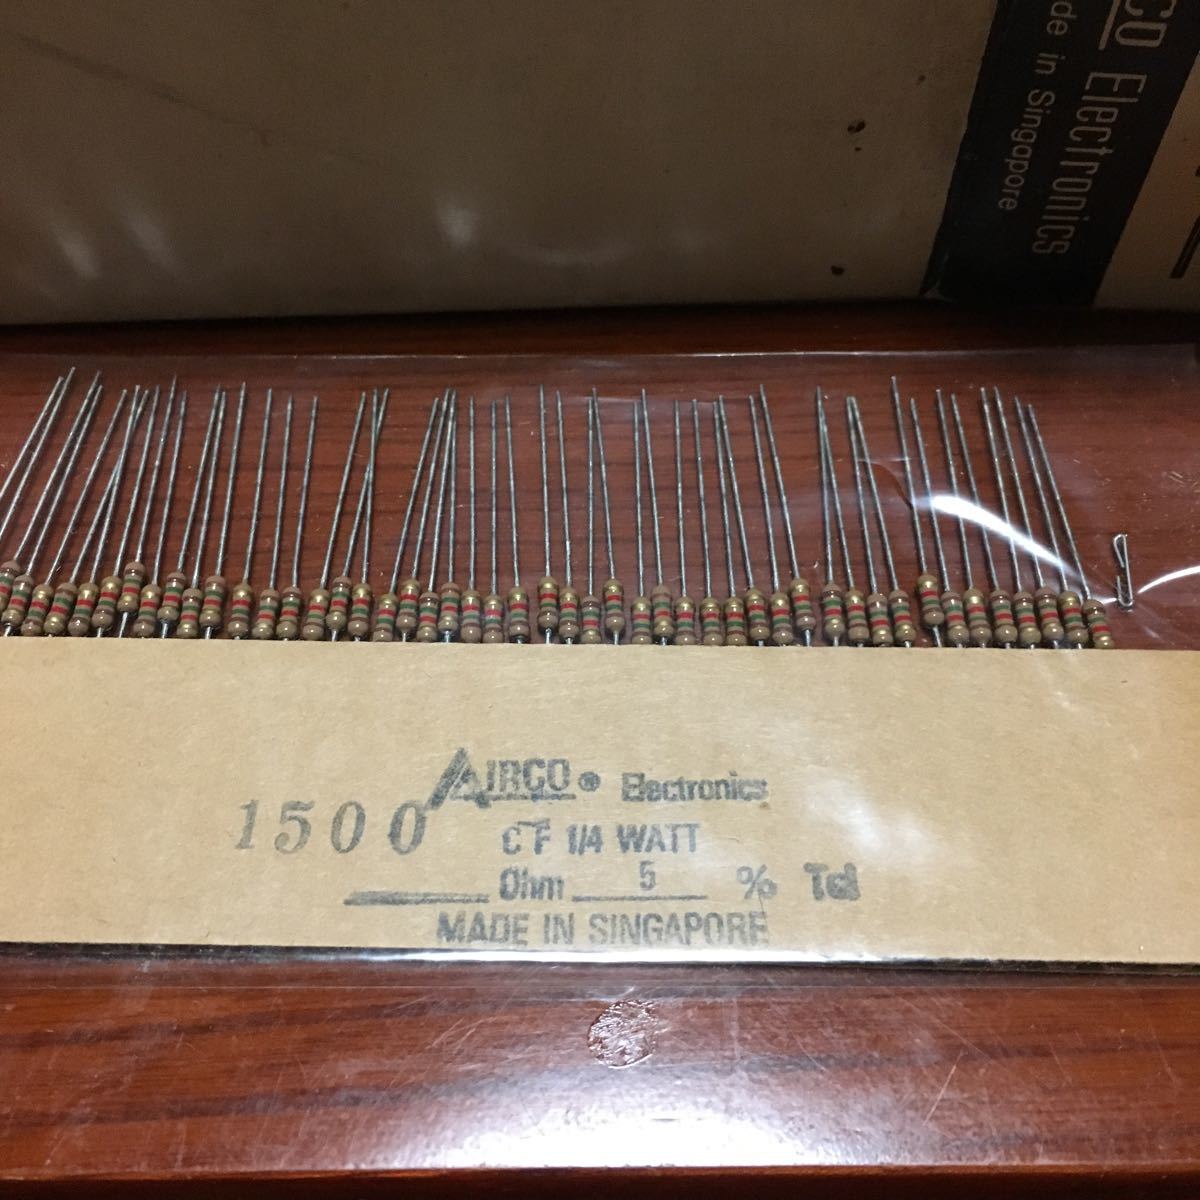 co Electronics
de in Singapore
AIRCO® Electronics
1500
CF 1/4 WATT
Ohm 5 % Tol
MADE IN SINGAPORE